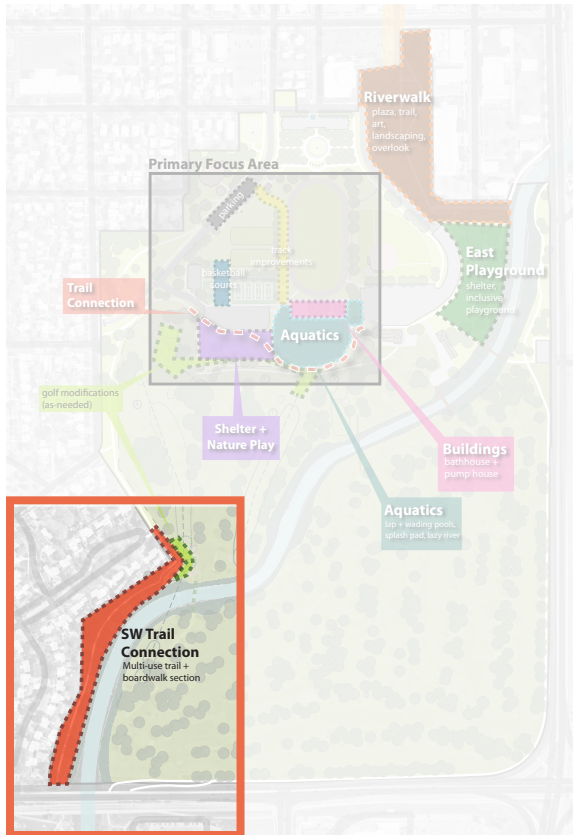 Riverwalk
plaza, trail,
art,
landscaping,
overlook
Primary Focus Area
parking
track
improvements
basketball
court
East
Playground
shelter,
inclusive
playground
Trail
Connection
Aquatics
golf modifications
(as-needed)
Shelter +
Nature Play
Buildings
bathhouse +
pump house
Aquatics
lap + wading pools,
splash pad, lazy river
SW Trail
Connection
Multi-use trail +
boardwalk section